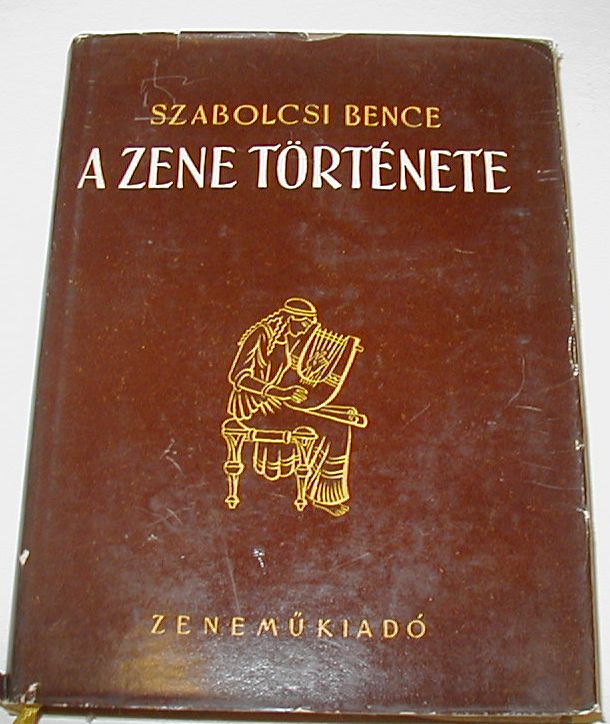 SZABOLCSI BENCE
A ZENE TÖRTÉNETE
ZENEMŰKIADÓ